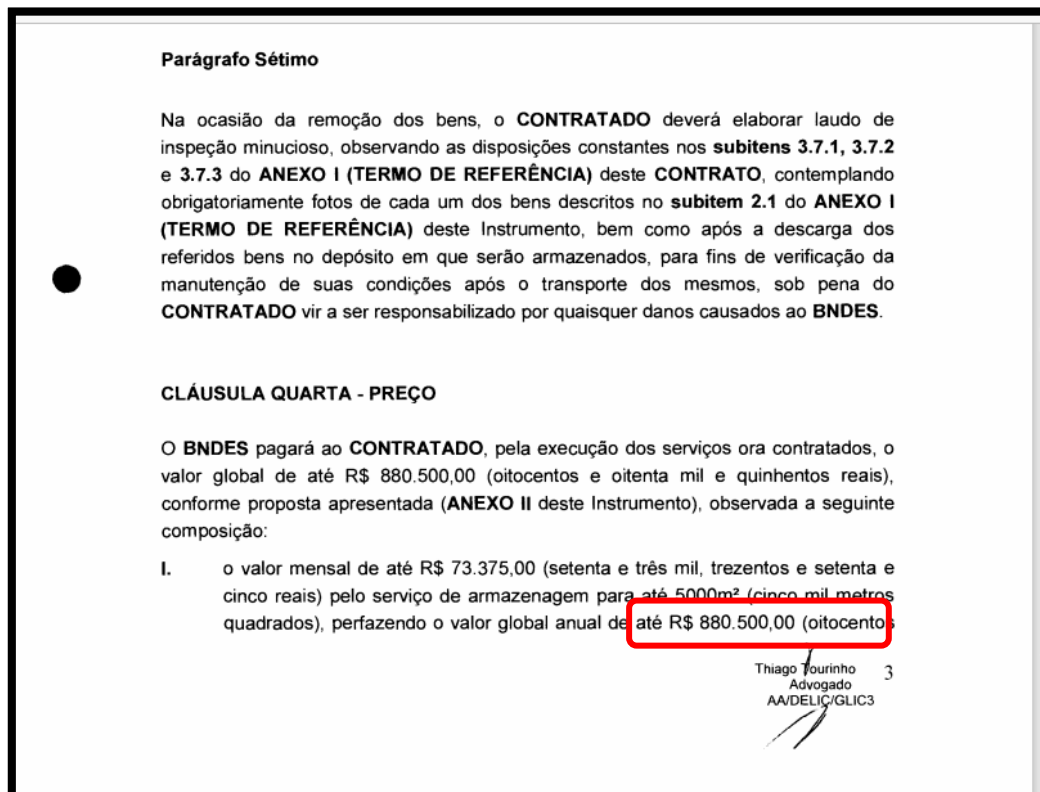 Parágrafo Sétimo
Na ocasião da remoção dos bens, o CONTRATADO deverá elaborar laudo de
inspeção minucioso, observando as disposições constantes nos subitens 3.7.1, 3.7.2
e 3.7.3 do ANEXO I (TERMO DE REFERÊNCIA) deste CONTRATO, contemplando
obrigatoriamente fotos de cada um dos bens descritos no subitem 2.1 do ANEXO I
(TERMO DE REFERÊNCIA) deste Instrumento, bem como após a descarga dos
referidos bens no depósito em que serão armazenados, para fins de verificação da
manutenção de suas condições após o transporte dos mesmos, sob pena do
CONTRATADO vir a ser responsabilizado por quaisquer danos causados ao BNDES.
CLÁUSULA QUARTA - PREÇO
O BNDES pagará ao CONTRATADO, pela execução dos serviços ora contratados, o
valor global de até R$ 880.500,00 (oitocentos e oitenta mil e quinhentos reais),
conforme proposta apresentada (ANEXO II deste Instrumento), observada a seguinte
composição:
I. o valor mensal de até R$ 73.375,00 (setenta e três mil, trezentos e setenta e
cinco reais) pelo serviço de armazenagem para até 5000m² (cinco mil metros
quadrados), perfazendo o valor global anual de até R$ 880.500,00 (oitocentos
Thiago Tourinho
Advogado
AA/DELIC/GLIC3
3